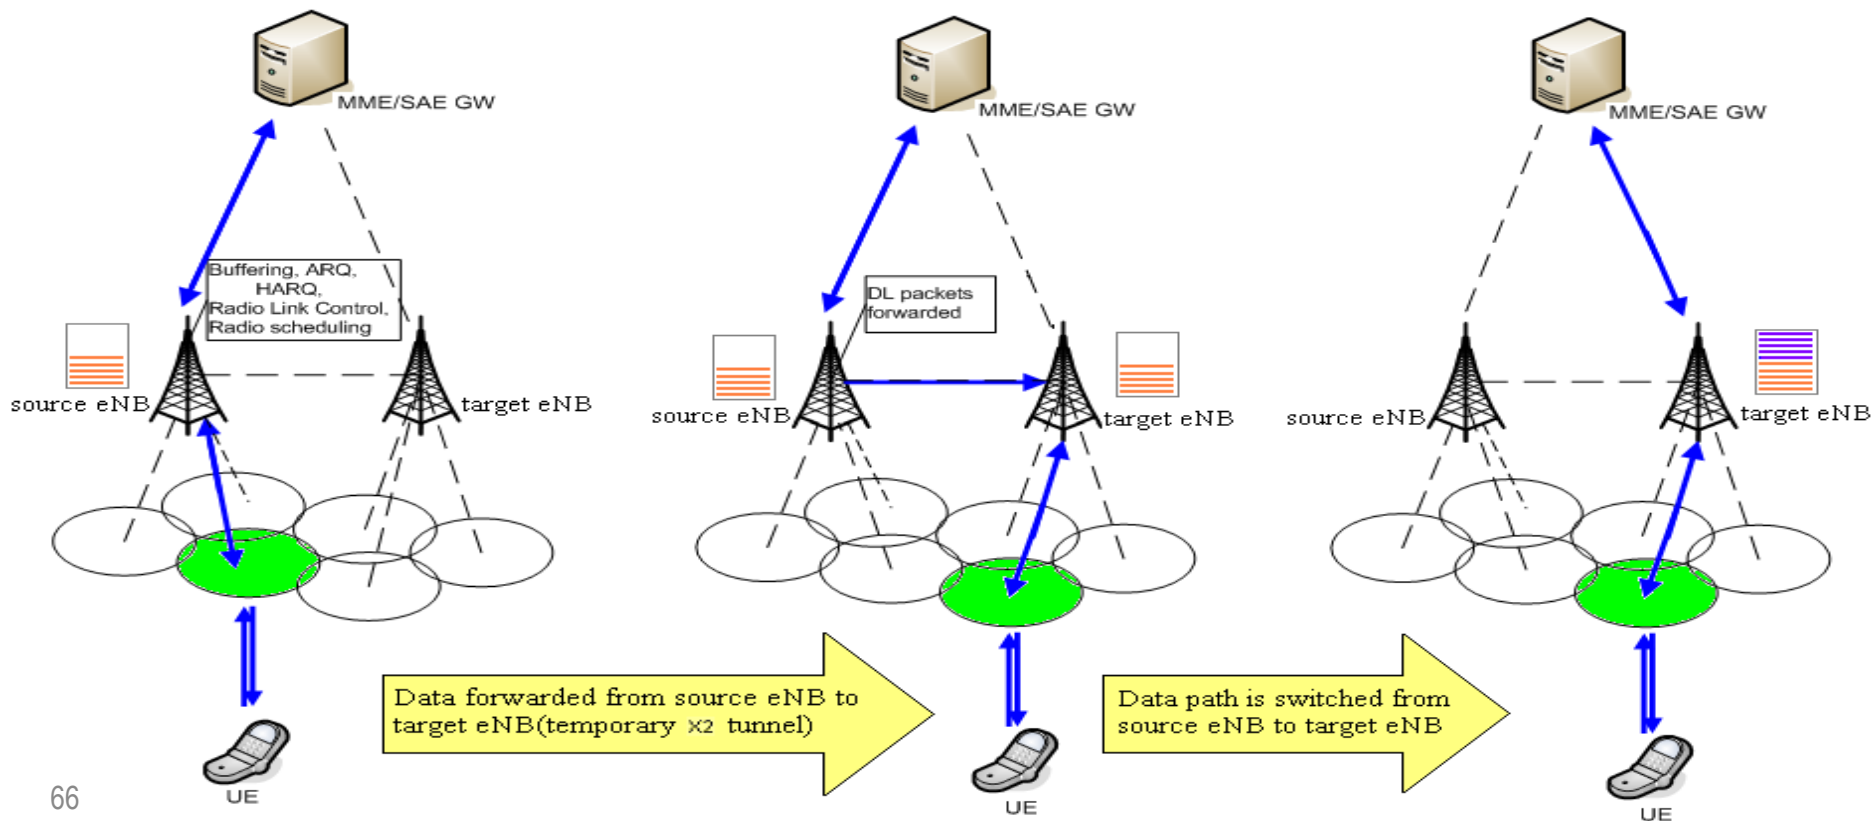 MME/SAE GW
Buffering, ARQ,
HARQ,
Radio Link Control,
Radio scheduling
source eNB
target eNB
UE
Data forwarded from source eNB to
target eNB(temporary X2 tunnel)
MME/SAE GW
DL packets
forwarded
source eNB
target eNB
UE
Data path is switched from
source eNB to target eNB
MME/SAE GW
source eNB
target eNB
UE
66